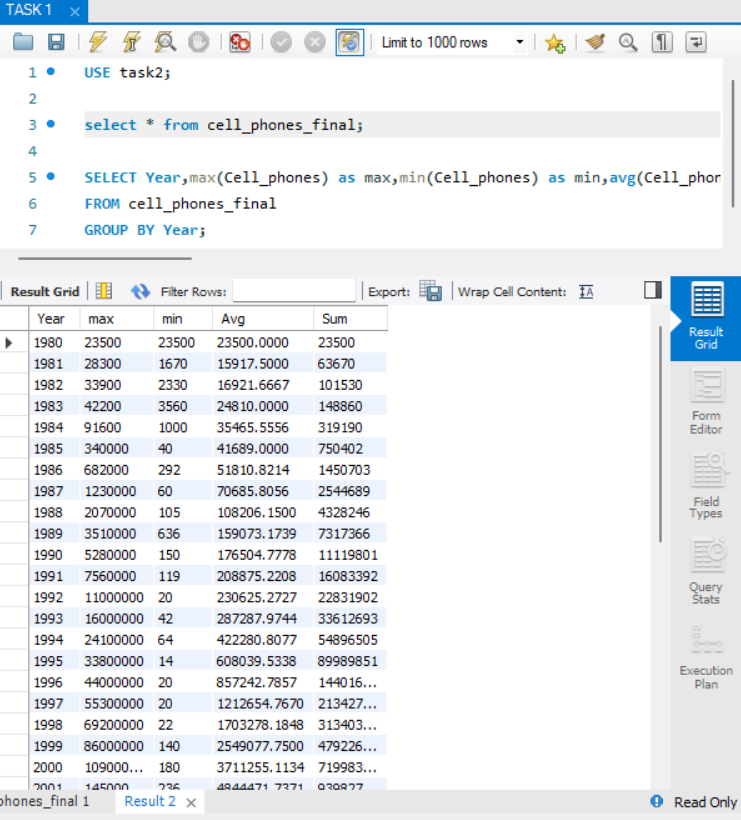 TASK 1
Limit to 1000 rows
1 USE task2;
2
3 select * from cell_phones_final;
4
5 SELECT Year,max(Cell_phones) as max,min(Cell_phones) as min,avg(Cell_phon
6 FROM cell_phones_final
7 GROUP BY Year;
Result Grid Filter Rows: Export: Wrap Cell Content:
Year max min Avg Sum
1980 23500 23500 23500.0000 23500
1981 28300 1670 15917.5000 63670
1982 33900 2330 16921.6667 101530
1983 42200 3560 24810.0000 148860
1984 91600 1000 35465.5556 319190
1985 340000 40 41689.0000 750402
1986 682000 292 51810.8214 1450703
1987 1230000 60 70685.8056 2544689
1988 2070000 105 108206.1500 4328246
1989 3510000 636 159073.1739 7317366
1990 5280000 150 176504.7778 11119801
1991 7560000 119 208875.2208 16083392
1992 11000000 20 230625.2727 22831902
1993 16000000 42 287287.9744 33612693
1994 24100000 64 422280.8077 54896505
1995 33800000 14 608039.5338 89989851
1996 44000000 20 857242.7857 144016...
1997 55300000 20 1212654.7670 213427...
1998 69200000 22 1703278.1848 313403...
1999 86000000 140 2549077.7500 479226...
2000 109000... 180 3711255.1134 719983...
2001 145000 236 4844471.7371 939827
Result Grid
Form Editor
Field Types
Query Stats
Execution Plan
phones_final 1 Result 2 Read Only